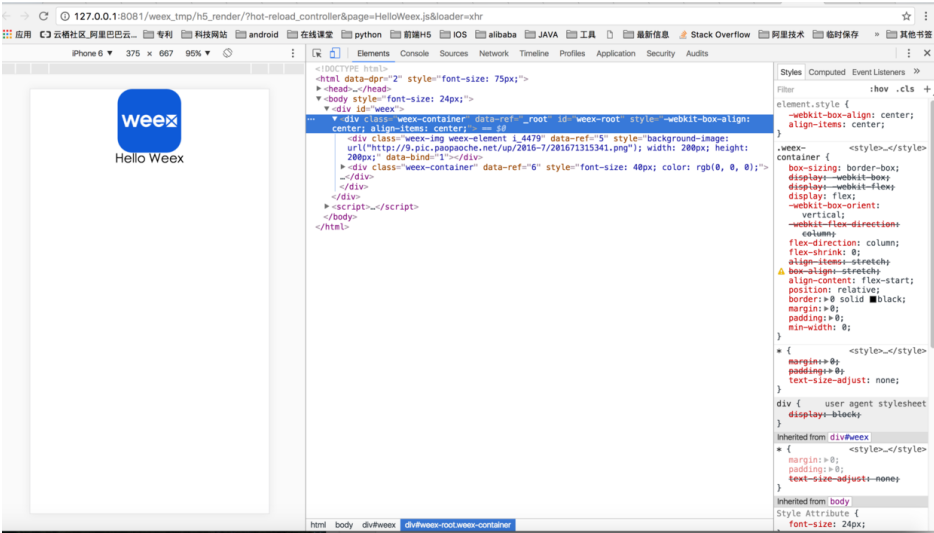 127.0.0.1:8081/weex_tmp/h5_render/?hot-reload_controller&page=HelloWeex.js&loader=xhr
应用 云栖社区_阿里巴巴云... 专利 科技网站 android 在线课堂 python 前端H5 IOS alibaba JAVA 工具 最新信息 Stack Overflow 阿里技术 临时保存 » 其他书签
iPhone 6 ▼ 375 × 667 95% ▼
Elements Console Sources Network Timeline Profiles Application Security Audits
weex
Hello Weex
<!DOCTYPE html>
<html data-dpr="2" style="font-size: 75px;">
▶<head>…</head>
▼<body style="font-size: 24px;">
▼<div id="weex">
▼<div class="weex-container" data-ref="_root" id="weex-root" style="-webkit-box-align:
center; align-items: center;"> == $0
<div class="weex-img weex-element i_4479" data-ref="5" style="background-image:
url("http://9.pic.paopaoche.net/up/2016-7/201671315341.png"); width: 200px; height:
200px;" data-bind="1"></div>
▶<div class="weex-container" data-ref="6" style="font-size: 40px; color: rgb(0, 0, 0);">
…</div>
</div>
</div>
▶<script>…</script>
</body>
</html>
html body div#weex div#weex-root.weex-container
Styles Computed Event Listeners »
Filter :hov .cls +
element.style {
-webkit-box-align: center;
align-items: center;
}
.weex- <style>…</style>
container {
box-sizing: border-box;
display: -webkit-box;
display: -webkit-flex;
display: flex;
-webkit-box-orient:
vertical;
-webkit-flex-direction:
column;
flex-direction: column;
flex-shrink: 0;
align-items: stretch;
box-align: stretch;
align-content: flex-start;
position: relative;
border:▶0 solid black;
margin:▶0;
padding:▶0;
min-width: 0;
}
* { <style>…</style>
margin:▶0;
padding:▶0;
text-size-adjust: none;
}
div { user agent stylesheet
display: block;
}
Inherited from div#weex
* { <style>…</style>
margin:▶0;
padding:▶0;
text-size-adjust: none;
}
Inherited from body
Style Attribute {
font-size: 24px;